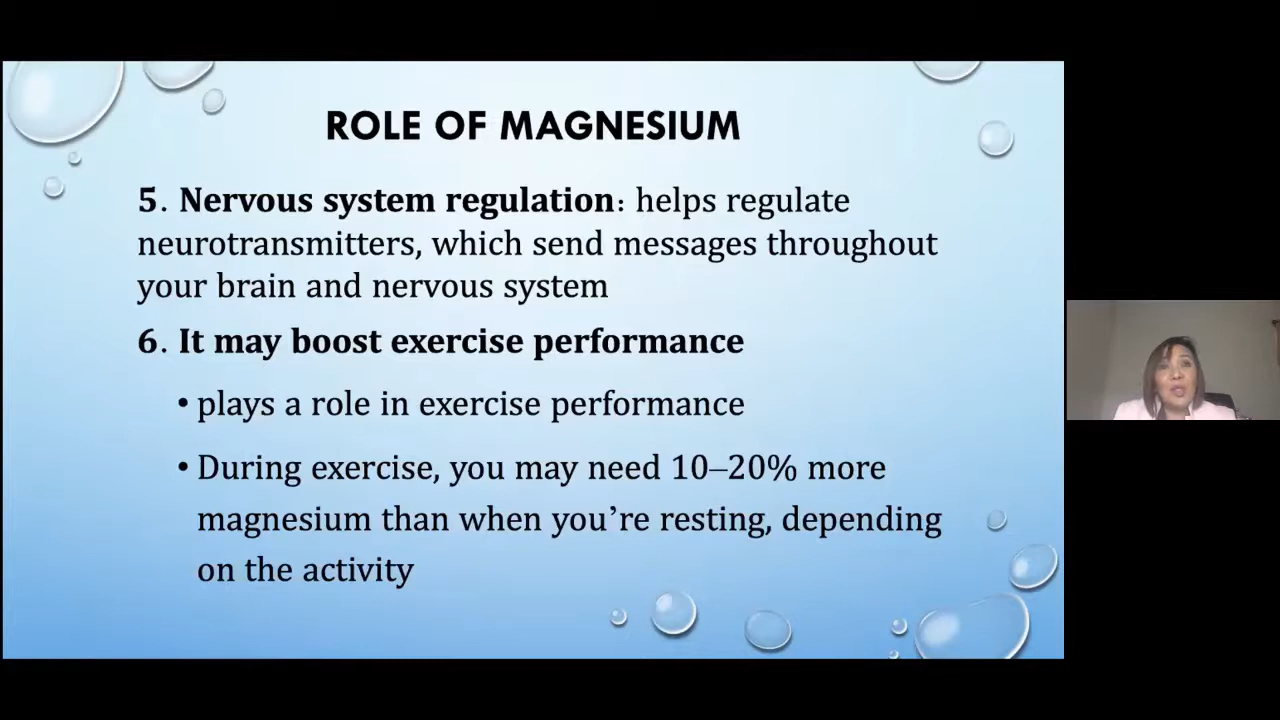 ROLE OF MAGNESIUM
5. Nervous system regulation: helps regulate
neurotransmitters, which send messages throughout
your brain and nervous system
6. It may boost exercise performance
• plays a role in exercise performance
• During exercise, you may need 10–20% more
magnesium than when you’re resting, depending
on the activity